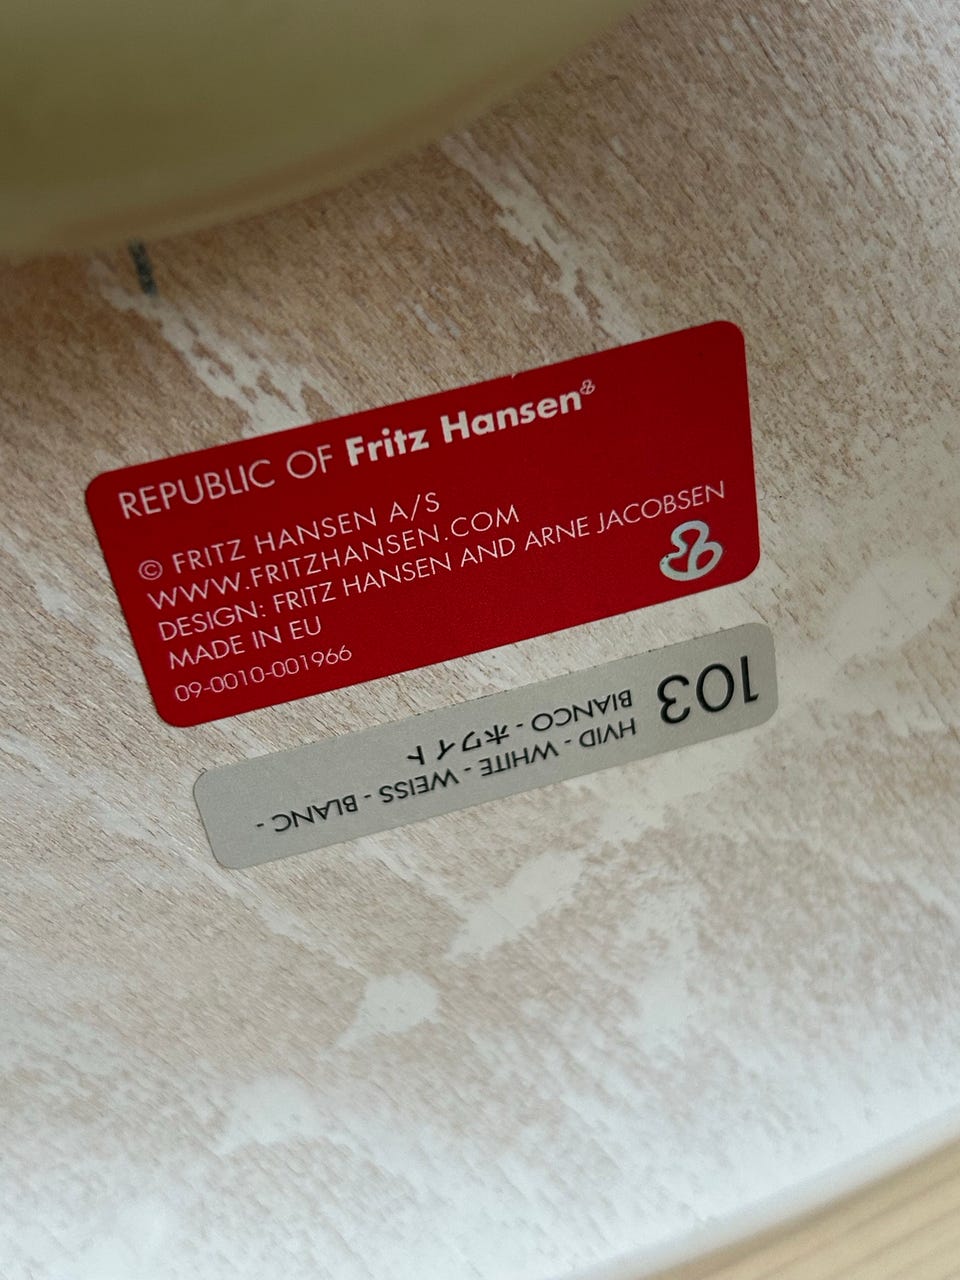 REPUBLIC OF Fritz Hansen
© FRITZ HANSEN A/S
WWW.FRITZHANSEN.COM
DESIGN: FRITZ HANSEN AND ARNE JACOBSEN
MADE IN EU
09-0010-001966
103
HVID - WHITE - WEISS - BLANC -
BIANCO - ホワイト